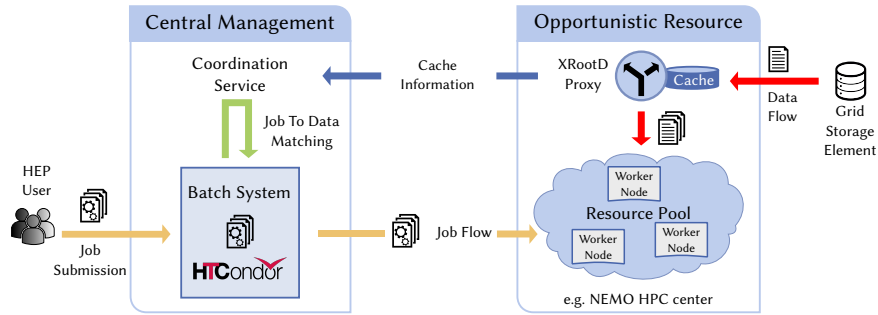 Central Management
Opportunistic Resource
Coordination
Service
Cache
Information
XRootD
Proxy
Cache
Data
Flow
Grid
Storage
Element
Job To Data
Matching
HEP
User
Batch System
HTCondor
Job
Submission
Job Flow
Worker
Node
Resource Pool
Worker
Node
Worker
Node
e.g. NEMO HPC center